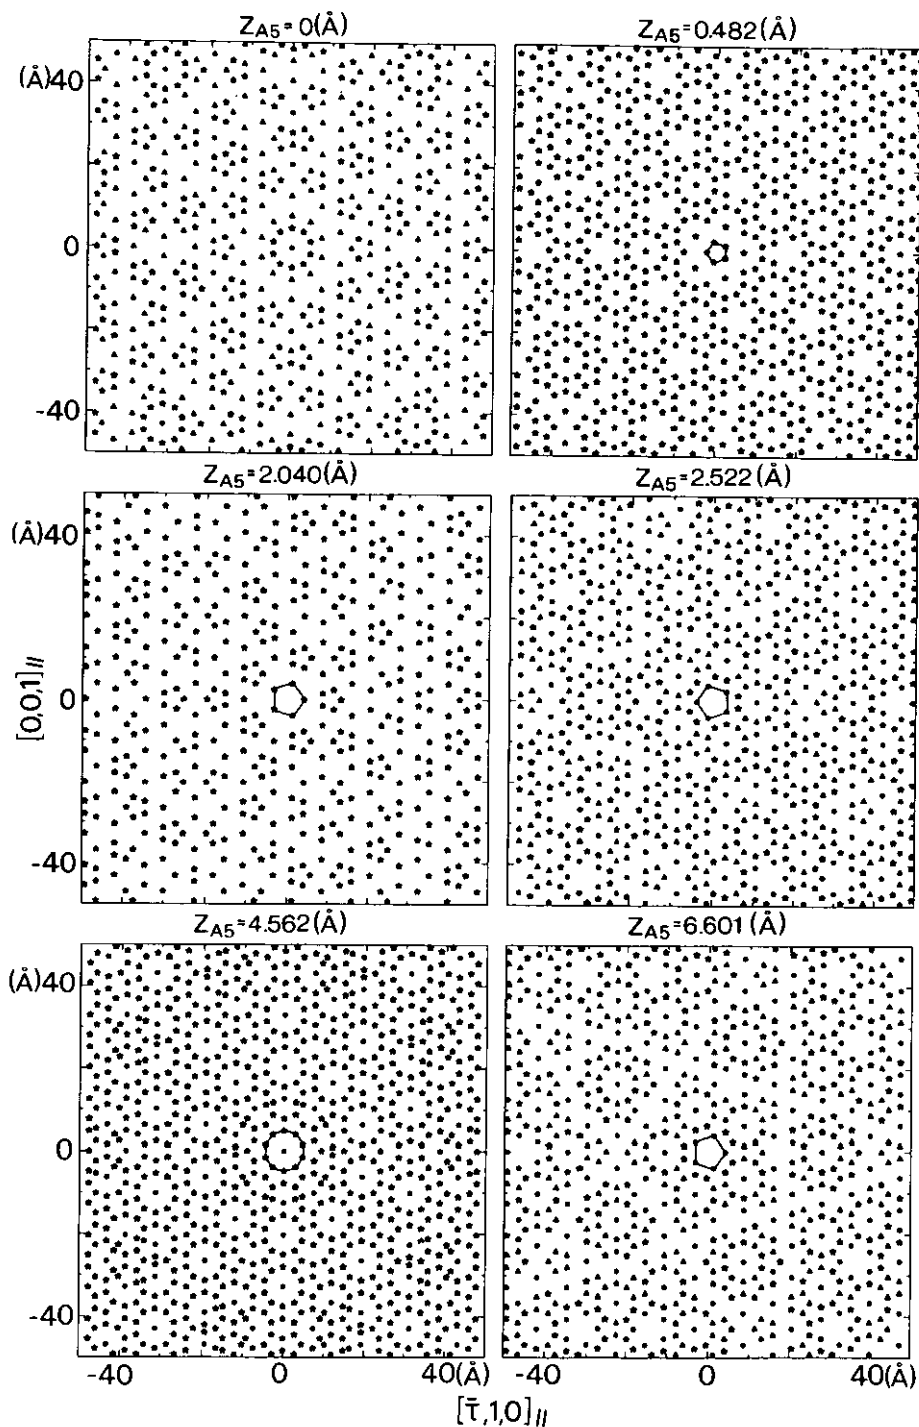 Z_A5=0(Å)
Z_A5=0.482(Å)
(Å)40
0
-40
Z_A5=2.040(Å)
Z_A5=2.522(Å)
(Å)40
0
-40
[0,0,1]//
Z_A5=4.562(Å)
Z_A5=6.601(Å)
(Å)40
0
-40
-40
0
40(Å)
-40
0
40(Å)
[τ̄,1,0]//